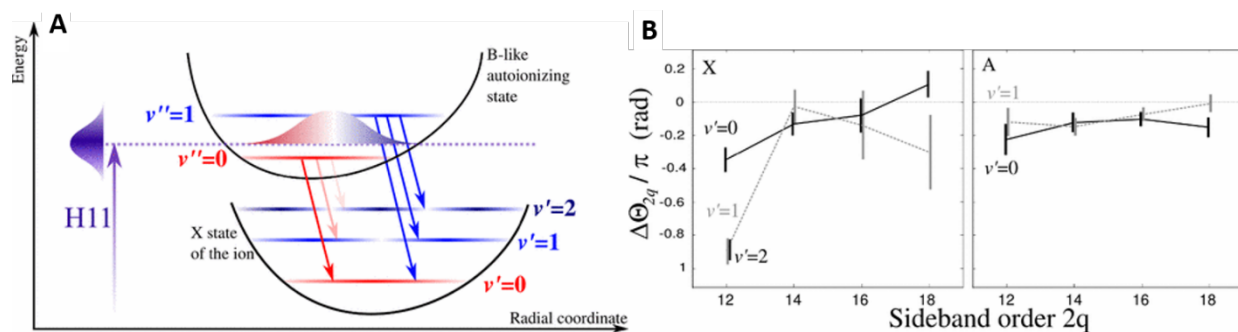 A
Energy
B-like
autoionizing
state
v''=1
v''=0
H11
v'=2
X state
of the ion
v'=1
v'=0
Radial coordinate
B
X
A
0.2
0
-0.2
-0.4
-0.6
-0.8
1
ΔΘ2q / π (rad)
v'=0
v'=1
v'=2
v'=1
v'=0
12
14
16
18
12
14
16
18
Sideband order 2q